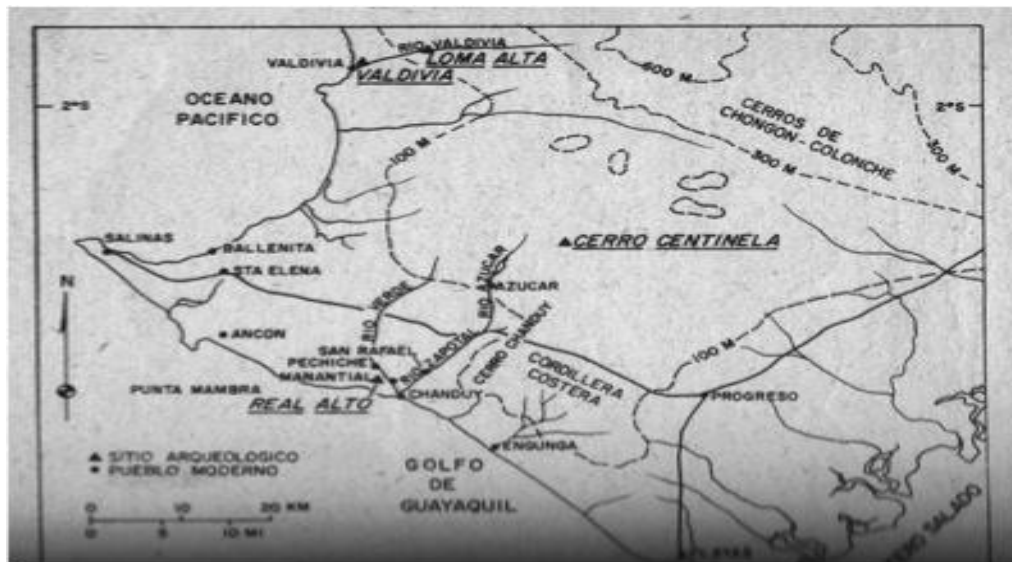 RIO VALDIVIA
VALDIVIA
LOMA ALTA
VALDIVIA
OCEANO
PACIFICO
2°S
2°S
600 M
CERROS DE
CHONGON-COLONCHE
300 M
300 M
100 M
CERRO CENTINELA
SALINAS
BALLENITA
STA ELENA
RIO AZUCAR
AZUCAR
RIO VERDE
ANCON
SAN RAFAEL
PECHICHE
MANANTIAL
RIO ZAPOTAL
CERRO CHANDUY
CORDILLERA
COSTERA
100 M
PUNTA MAMBRA
REAL ALTO
CHANDUY
PROGRESO
ENGUNGA
N
SITIO ARQUEOLOGICO
PUEBLO MODERNO
GOLFO
DE
GUAYAQUIL
0 10 20 KM
0 5 10 MI
SALADO